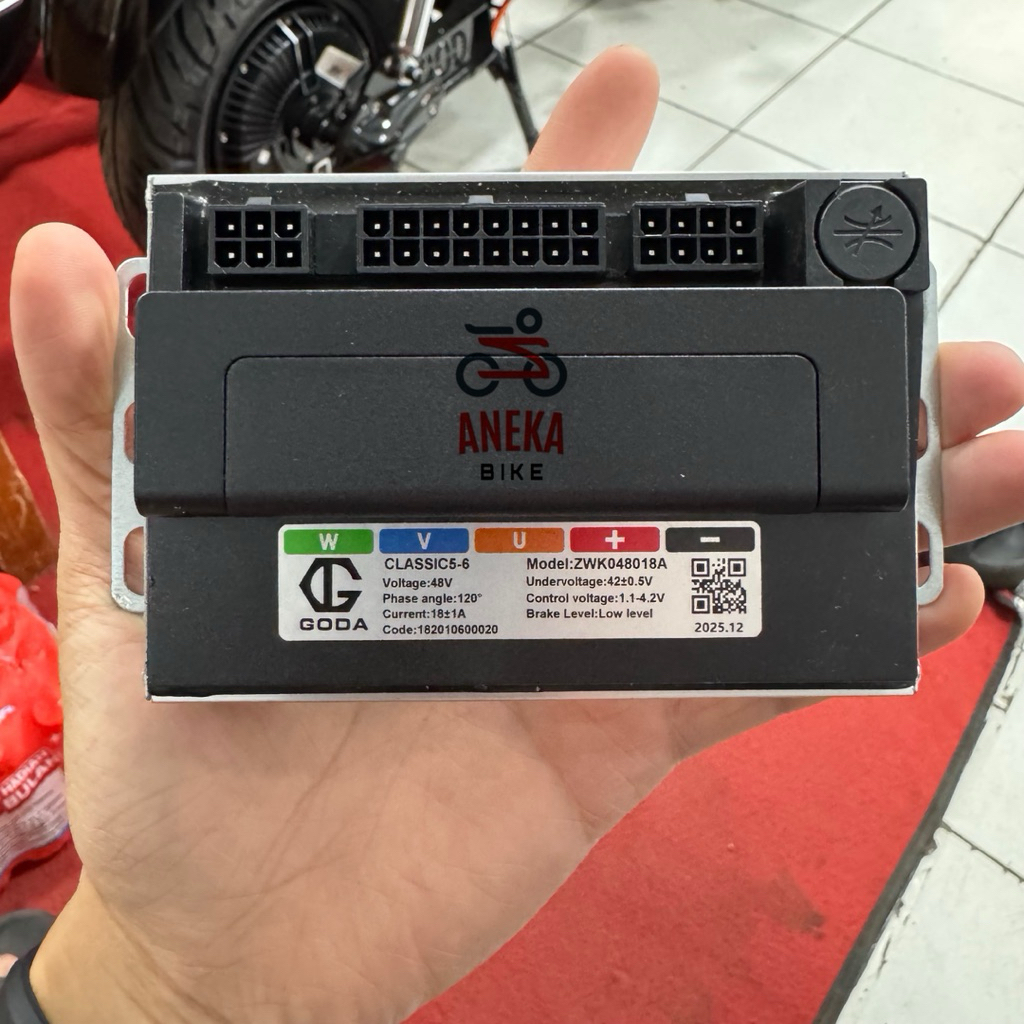 ANEKA
BIKE
W V U + −
CLASSIC5-6
Voltage:48V
Phase angle:120°
Current:18±1A
Code:182010600020
Model:ZWK048018A
Undervoltage:42±0.5V
Control voltage:1.1-4.2V
Brake Level:Low level
GODA
2025.12